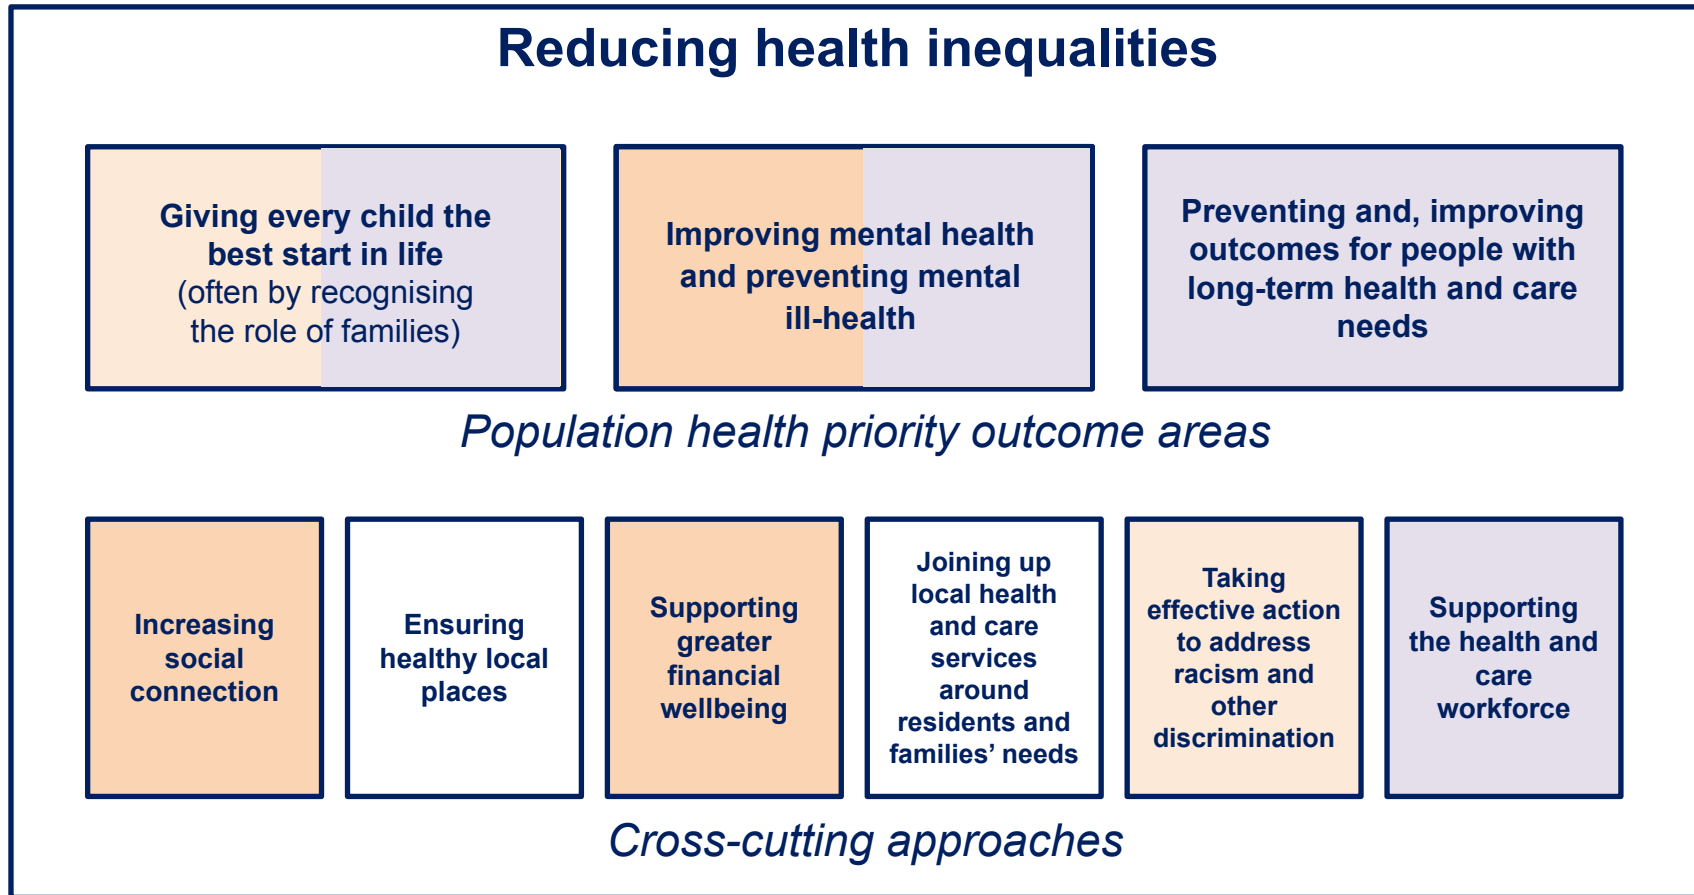 Reducing health inequalities
Giving every child the
best start in life
(often by recognising
the role of families)
Improving mental health
and preventing mental
ill-health
Preventing and, improving
outcomes for people with
long-term health and care
needs
Population health priority outcome areas
Increasing
social
connection
Ensuring
healthy local
places
Supporting
greater
financial
wellbeing
Joining up
local health
and care
services
around
residents and
families’ needs
Taking
effective action
to address
racism and
other
discrimination
Supporting
the health and
care
workforce
Cross-cutting approaches